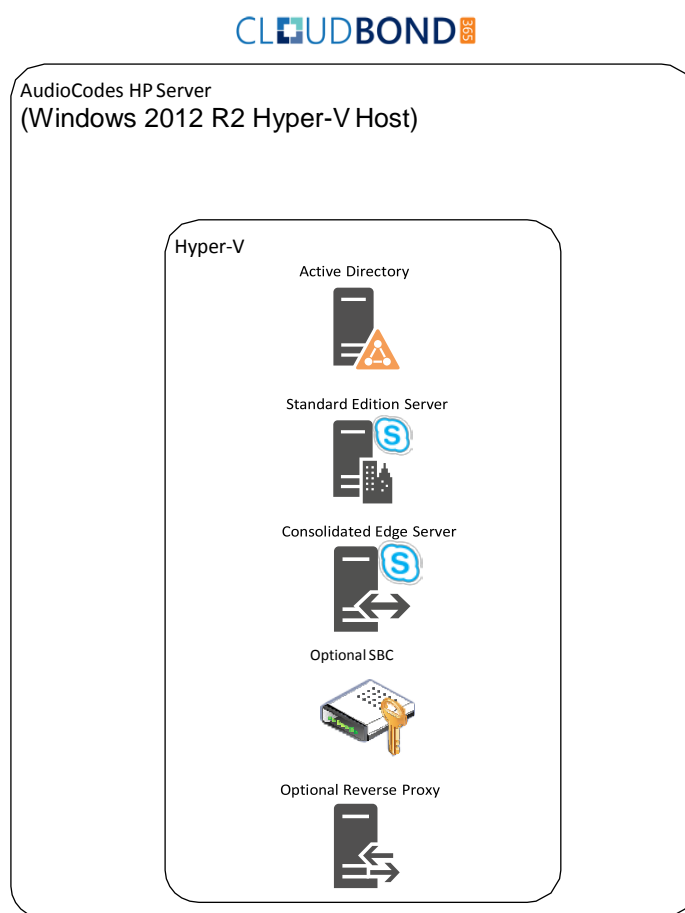 CLOUDBOND 365
AudioCodes HP Server
(Windows 2012 R2 Hyper-V Host)
Hyper-V
Active Directory
Standard Edition Server
S
Consolidated Edge Server
S
Optional SBC
Optional Reverse Proxy